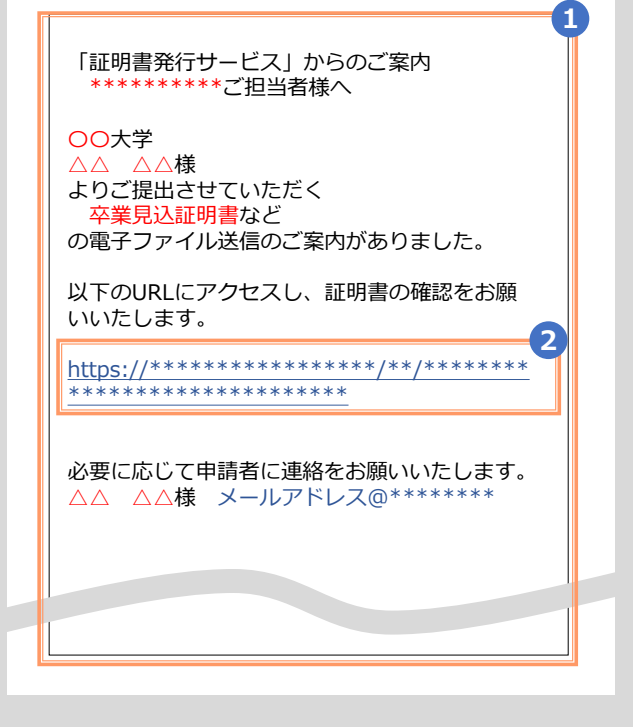 1
「証明書発行サービス」からのご案内
**********ご担当者様へ
〇〇大学
△△　△△様
よりご提出させていただく
卒業見込証明書など
の電子ファイル送信のご案内がありました。
以下のURLにアクセスし、証明書の確認をお願
いいたします。
2
https://*****************/**/********
*********************
必要に応じて申請者に連絡をお願いいたします。
△△　△△様　メールアドレス@********